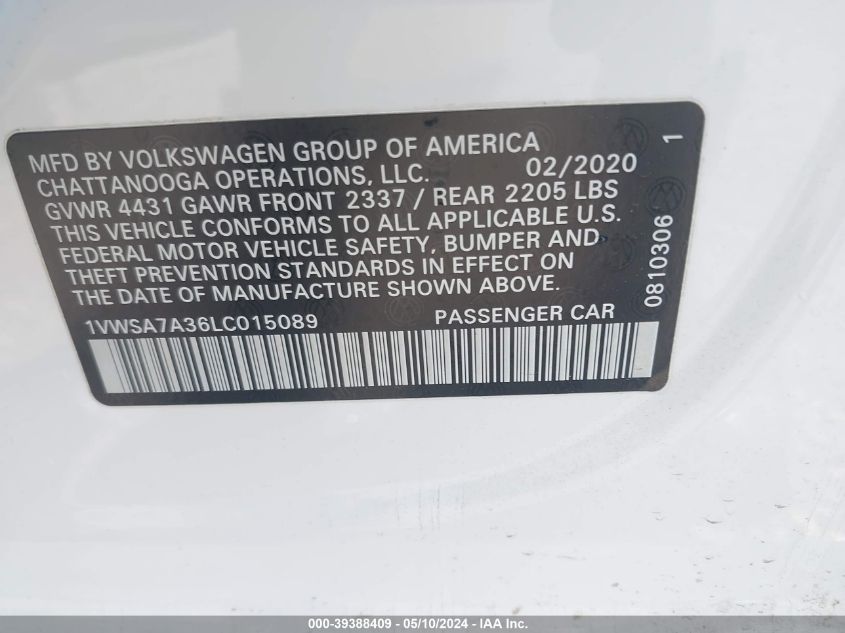 MFD BY VOLKSWAGEN GROUP OF AMERICA
CHATTANOOGA OPERATIONS, LLC. 02/2020
GVWR 4431 GAWR FRONT 2337 / REAR 2205 LBS
THIS VEHICLE CONFORMS TO ALL APPLICABLE U.S.
FEDERAL MOTOR VEHICLE SAFETY, BUMPER AND
THEFT PREVENTION STANDARDS IN EFFECT ON
THE DATE OF MANUFACTURE SHOWN ABOVE.
1VWSA7A36LC015089 PASSENGER CAR
0810306 1
000-39388409 - 05/10/2024 - IAA Inc.